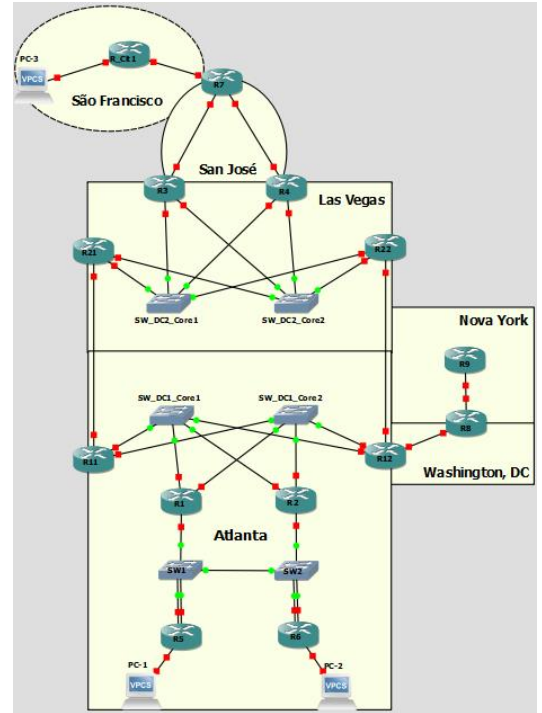 R_Clt1
PC-3
VPCS
R7
São Francisco
San José
R3
R4
Las Vegas
R21
R22
SW_DC2_Core1
SW_DC2_Core2
Nova York
R9
SW_DC1_Core1
SW_DC1_Core2
R8
R11
R12
Washington, DC
R1
R2
Atlanta
SW1
SW2
R5
R6
PC-1
PC-2
VPCS
VPCS